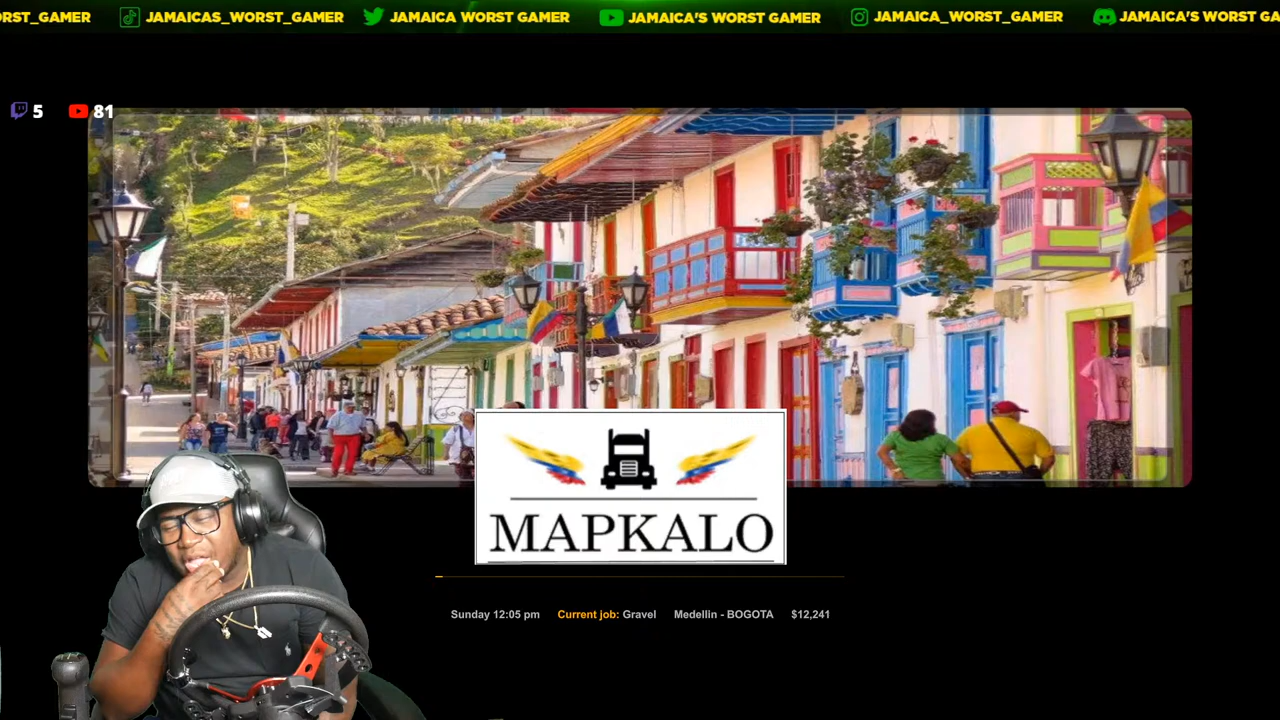 ORST_GAMER JAMAICAS_WORST_GAMER JAMAICA WORST GAMER JAMAICA'S WORST GAMER JAMAICA_WORST_GAMER JAMAICA'S WORST GA
5 81
MAPKALO
Sunday 12:05 pm Current job: Gravel Medellin - BOGOTA $12,241